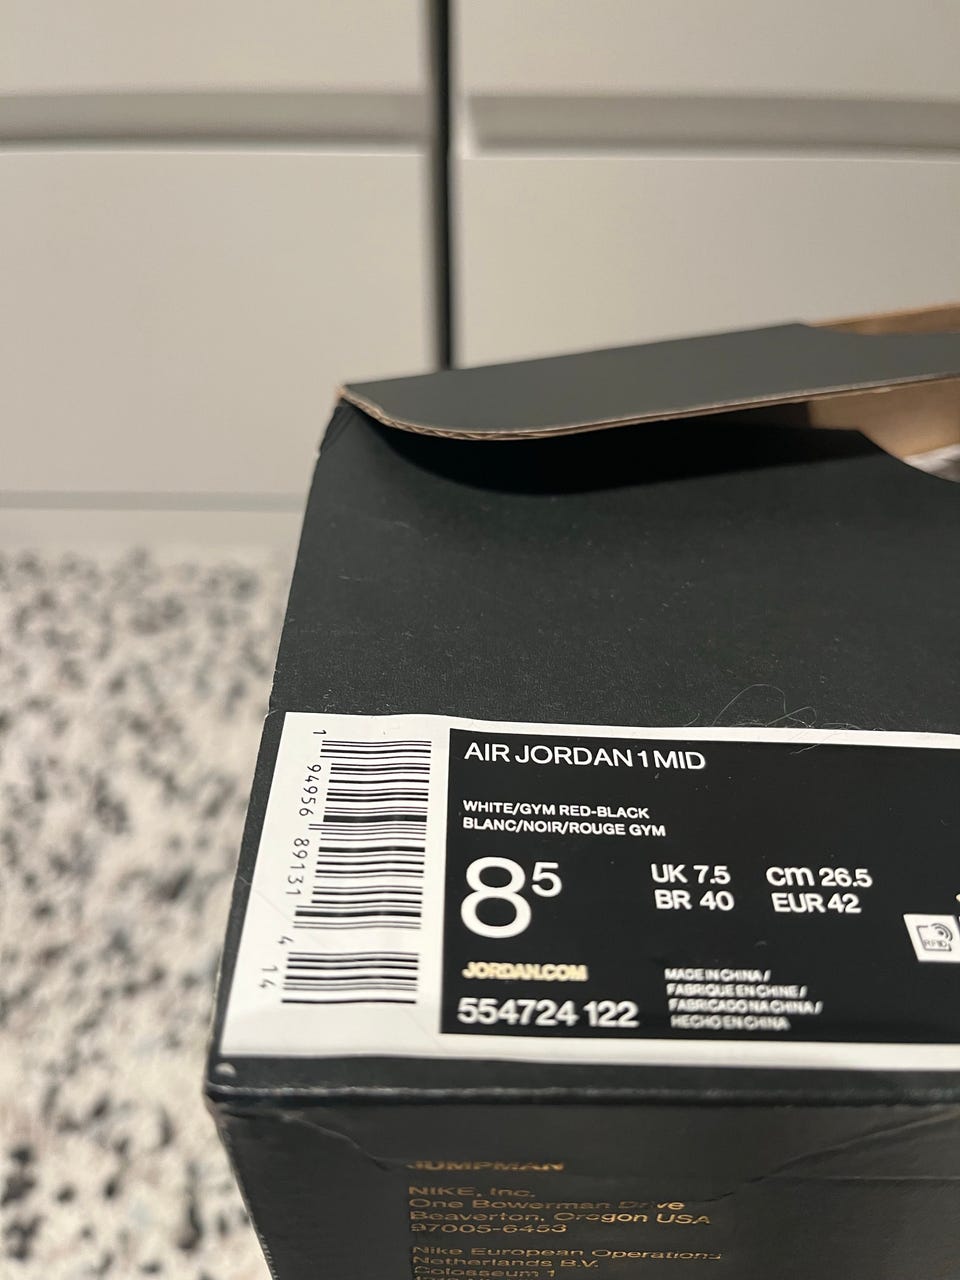 1 94956 89131 4 14
AIR JORDAN 1 MID
WHITE/GYM RED-BLACK
BLANC/NOIR/ROUGE GYM
8⁵
UK 7.5 cm 26.5
BR 40 EUR 42
RFID
JORDAN.COM
554724 122
MADE IN CHINA /
FABRIQUE EN CHINE /
FABRICADO NA CHINA /
HECHO EN CHINA
JUMPMAN
NIKE, Inc.
One Bowerman Drive
Beaverton, Oregon USA
97005-6453
Nike European Operations
Netherlands B.V.
Colosseum 1